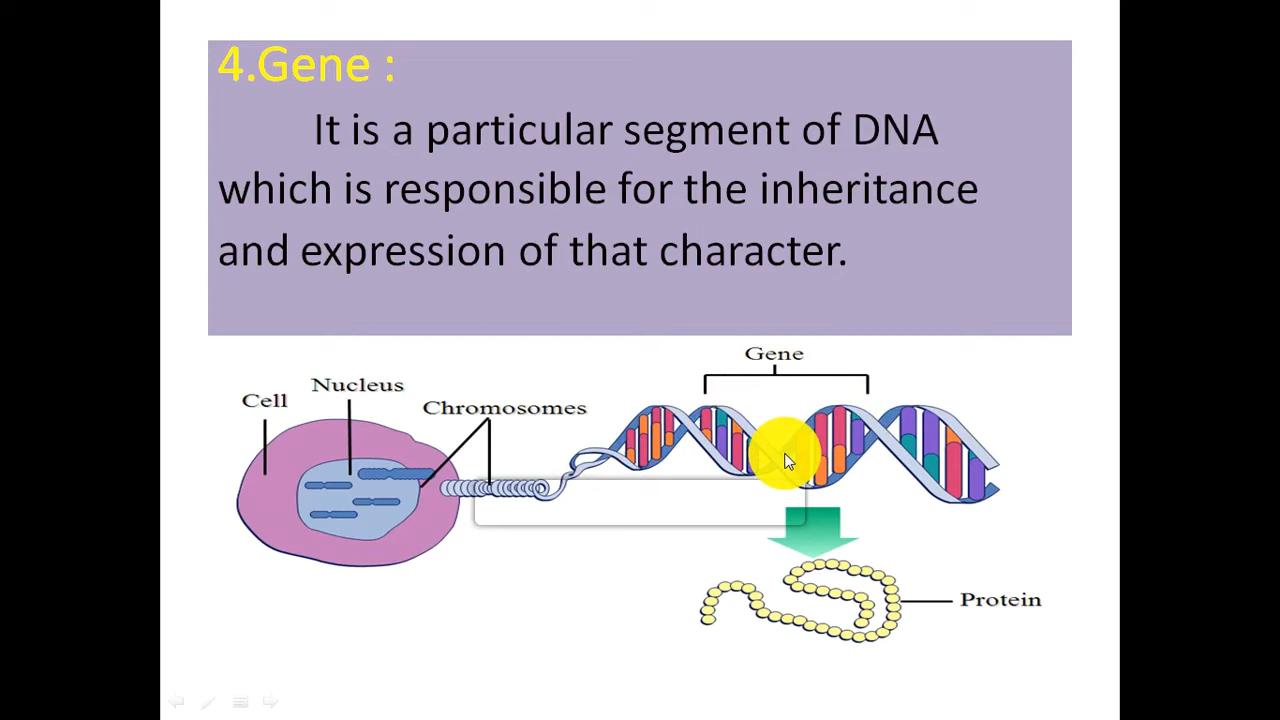 4.Gene :
It is a particular segment of DNA
which is responsible for the inheritance
and expression of that character.
Gene
Nucleus
Cell
Chromosomes
Protein